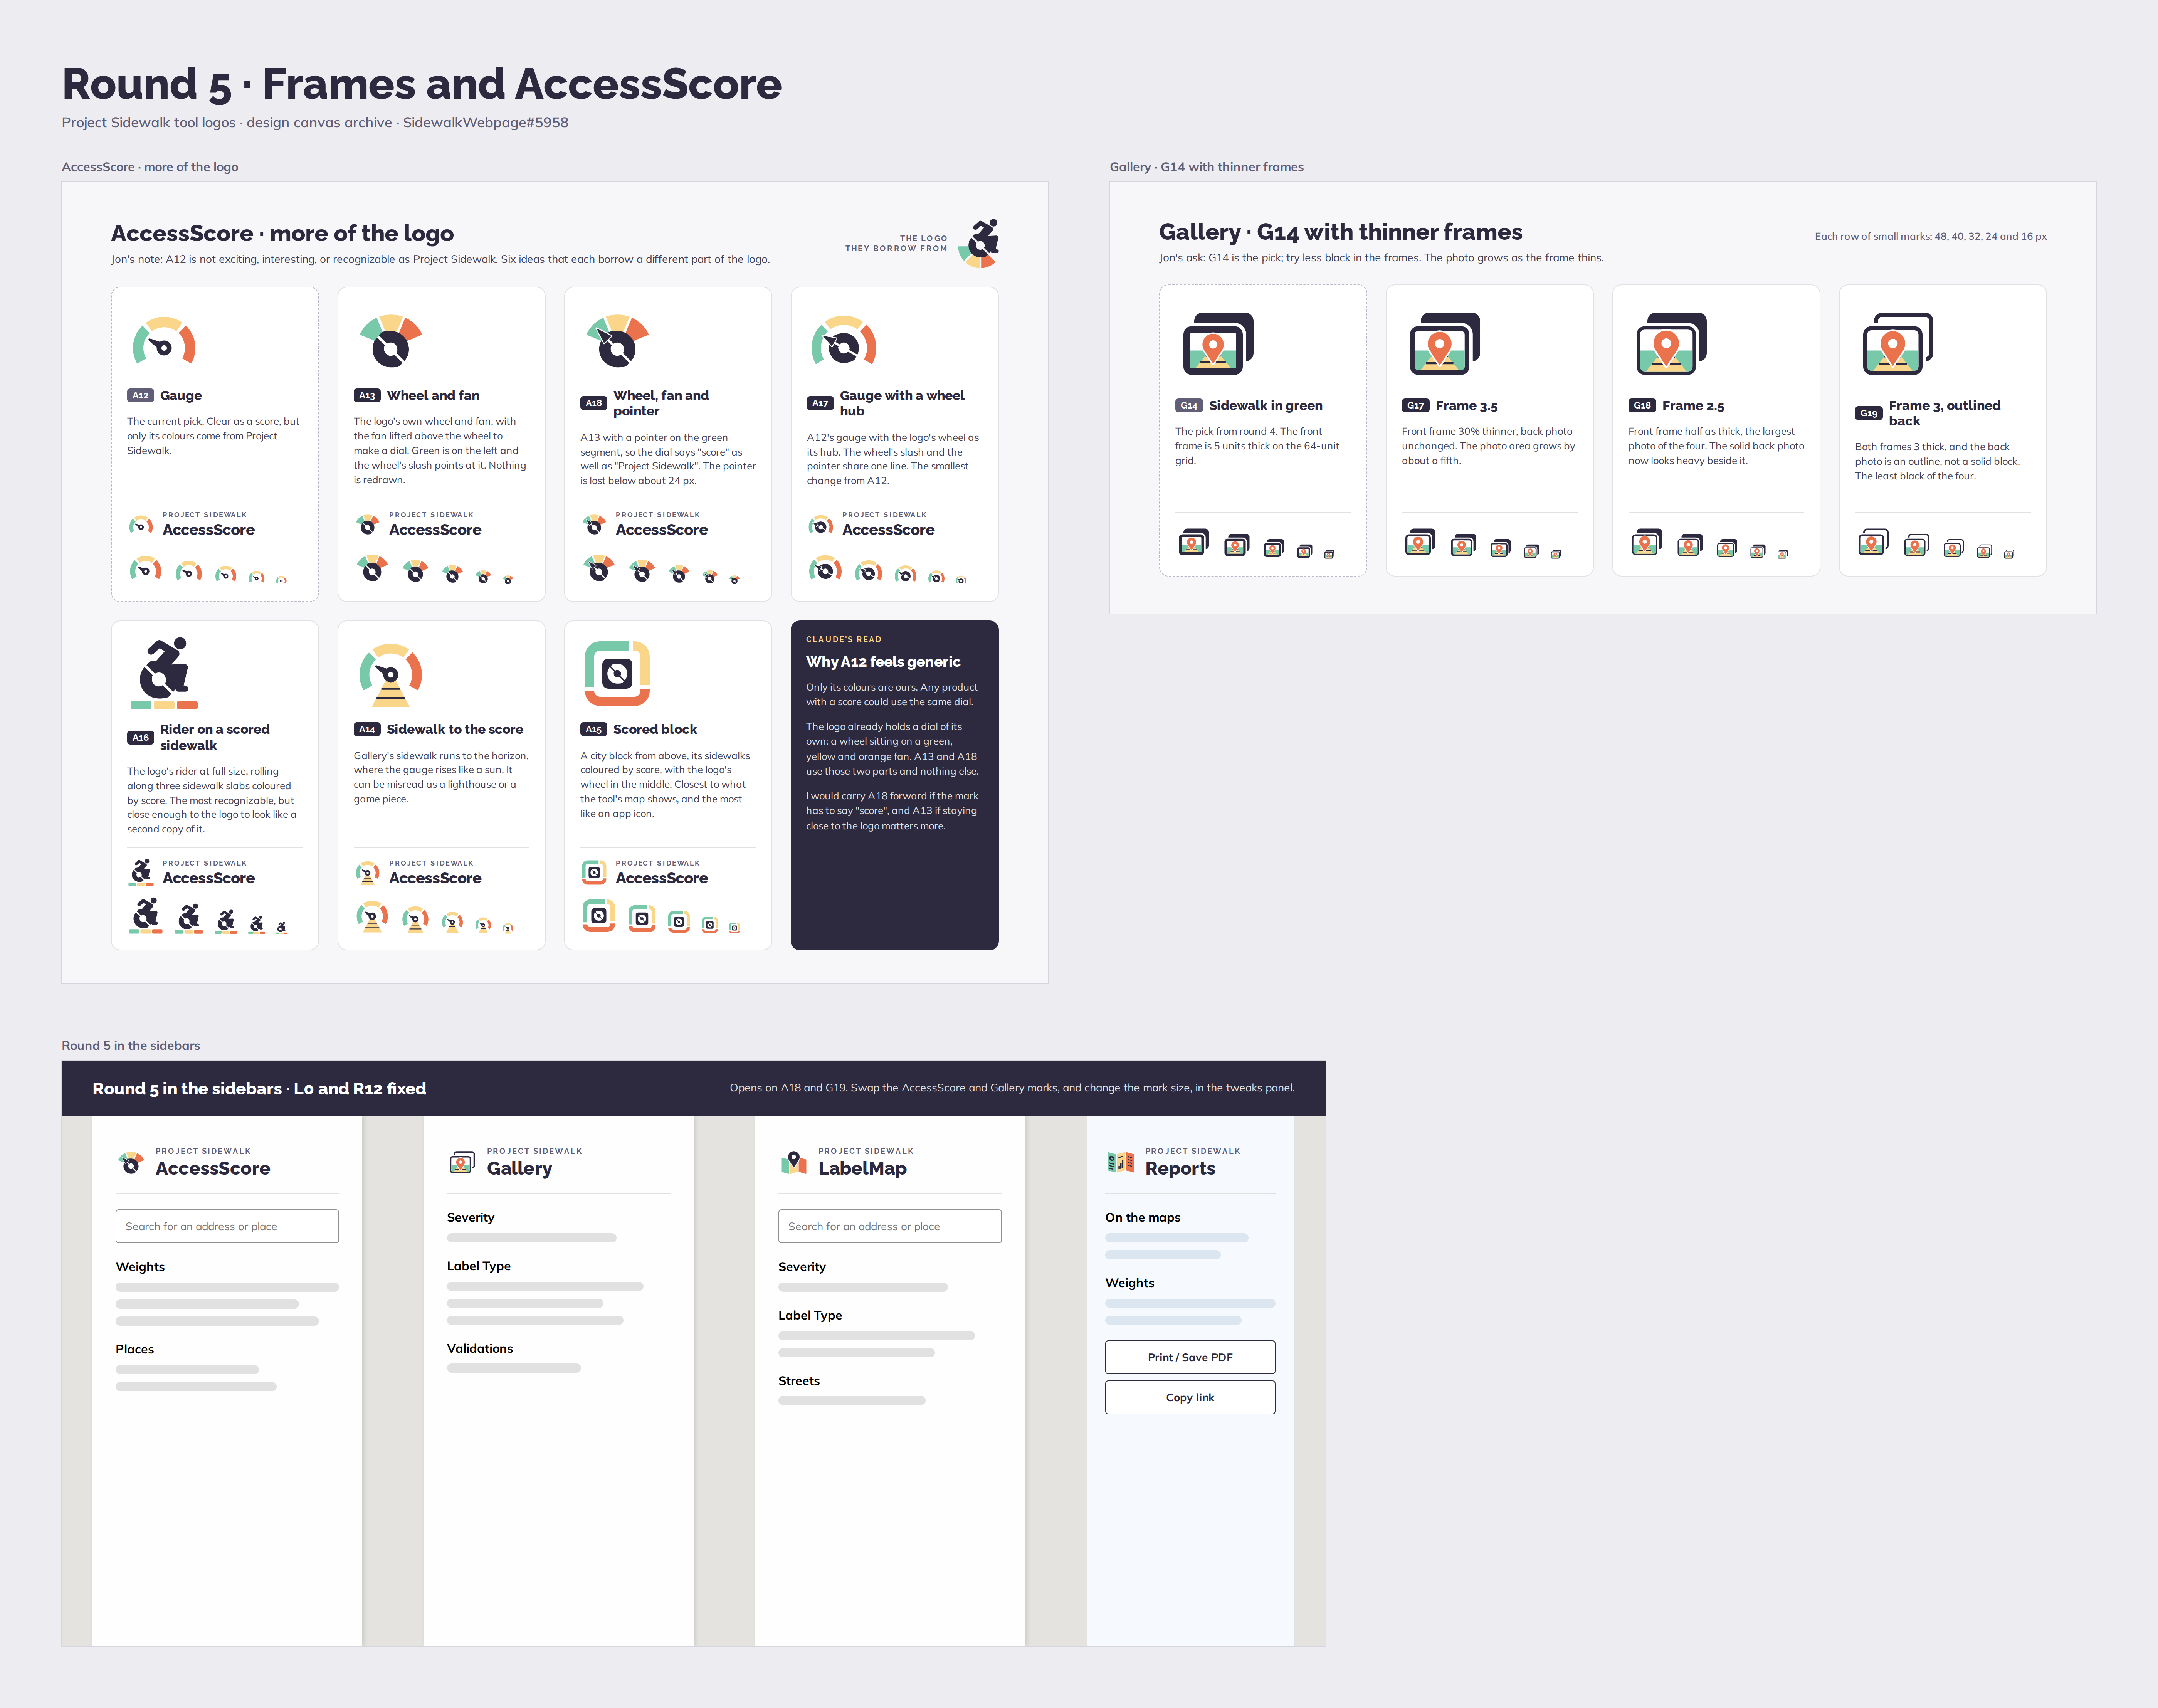 Round 5 · Frames and AccessScore
Project Sidewalk tool logos · design canvas archive · SidewalkWebpage#5958
AccessScore · more of the logo
AccessScore · more of the logo
Jon's note: A12 is not exciting, interesting, or recognizable as Project Sidewalk. Six ideas that each borrow a different part of the logo.
THE LOGO
THEY BORROW FROM
A12 Gauge
The current pick. Clear as a score, but
only its colours come from Project
Sidewalk.
PROJECT SIDEWALK
AccessScore
A13 Wheel and fan
The logo's own wheel and fan, with
the fan lifted above the wheel to
make a dial. Green is on the left and
the wheel's slash points at it. Nothing
is redrawn.
PROJECT SIDEWALK
AccessScore
A18 Wheel, fan and
pointer
A13 with a pointer on the green
segment, so the dial says "score" as
well as "Project Sidewalk". The pointer
is lost below about 24 px.
PROJECT SIDEWALK
AccessScore
A17 Gauge with a wheel
hub
A12's gauge with the logo's wheel as
its hub. The wheel's slash and the
pointer share one line. The smallest
change from A12.
PROJECT SIDEWALK
AccessScore
A16 Rider on a scored
sidewalk
The logo's rider at full size, rolling
along three sidewalk slabs coloured
by score. The most recognizable, but
close enough to the logo to look like a
second copy of it.
PROJECT SIDEWALK
AccessScore
A14 Sidewalk to the score
Gallery's sidewalk runs to the horizon,
where the gauge rises like a sun. It
can be misread as a lighthouse or a
game piece.
PROJECT SIDEWALK
AccessScore
A15 Scored block
A city block from above, its sidewalks
coloured by score, with the logo's
wheel in the middle. Closest to what
the tool's map shows, and the most
like an app icon.
PROJECT SIDEWALK
AccessScore
CLAUDE'S READ
Why A12 feels generic
Only its colours are ours. Any product
with a score could use the same dial.
The logo already holds a dial of its
own: a wheel sitting on a green,
yellow and orange fan. A13 and A18
use those two parts and nothing else.
I would carry A18 forward if the mark
has to say "score", and A13 if staying
close to the logo matters more.
Gallery · G14 with thinner frames
Gallery · G14 with thinner frames
Jon's ask: G14 is the pick; try less black in the frames. The photo grows as the frame thins.
Each row of small marks: 48, 40, 32, 24 and 16 px
G14 Sidewalk in green
The pick from round 4. The front
frame is 5 units thick on the 64-unit
grid.
G17 Frame 3.5
Front frame 30% thinner, back photo
unchanged. The photo area grows by
about a fifth.
G18 Frame 2.5
Front frame half as thick, the largest
photo of the four. The solid back photo
now looks heavy beside it.
G19 Frame 3, outlined
back
Both frames 3 thick, and the back
photo is an outline, not a solid block.
The least black of the four.
Round 5 in the sidebars
Round 5 in the sidebars · L0 and R12 fixed
Opens on A18 and G19. Swap the AccessScore and Gallery marks, and change the mark size, in the tweaks panel.
PROJECT SIDEWALK
AccessScore
Search for an address or place
Weights
Places
PROJECT SIDEWALK
Gallery
Severity
Label Type
Validations
PROJECT SIDEWALK
LabelMap
Search for an address or place
Severity
Label Type
Streets
PROJECT SIDEWALK
Reports
On the maps
Weights
Print / Save PDF
Copy link